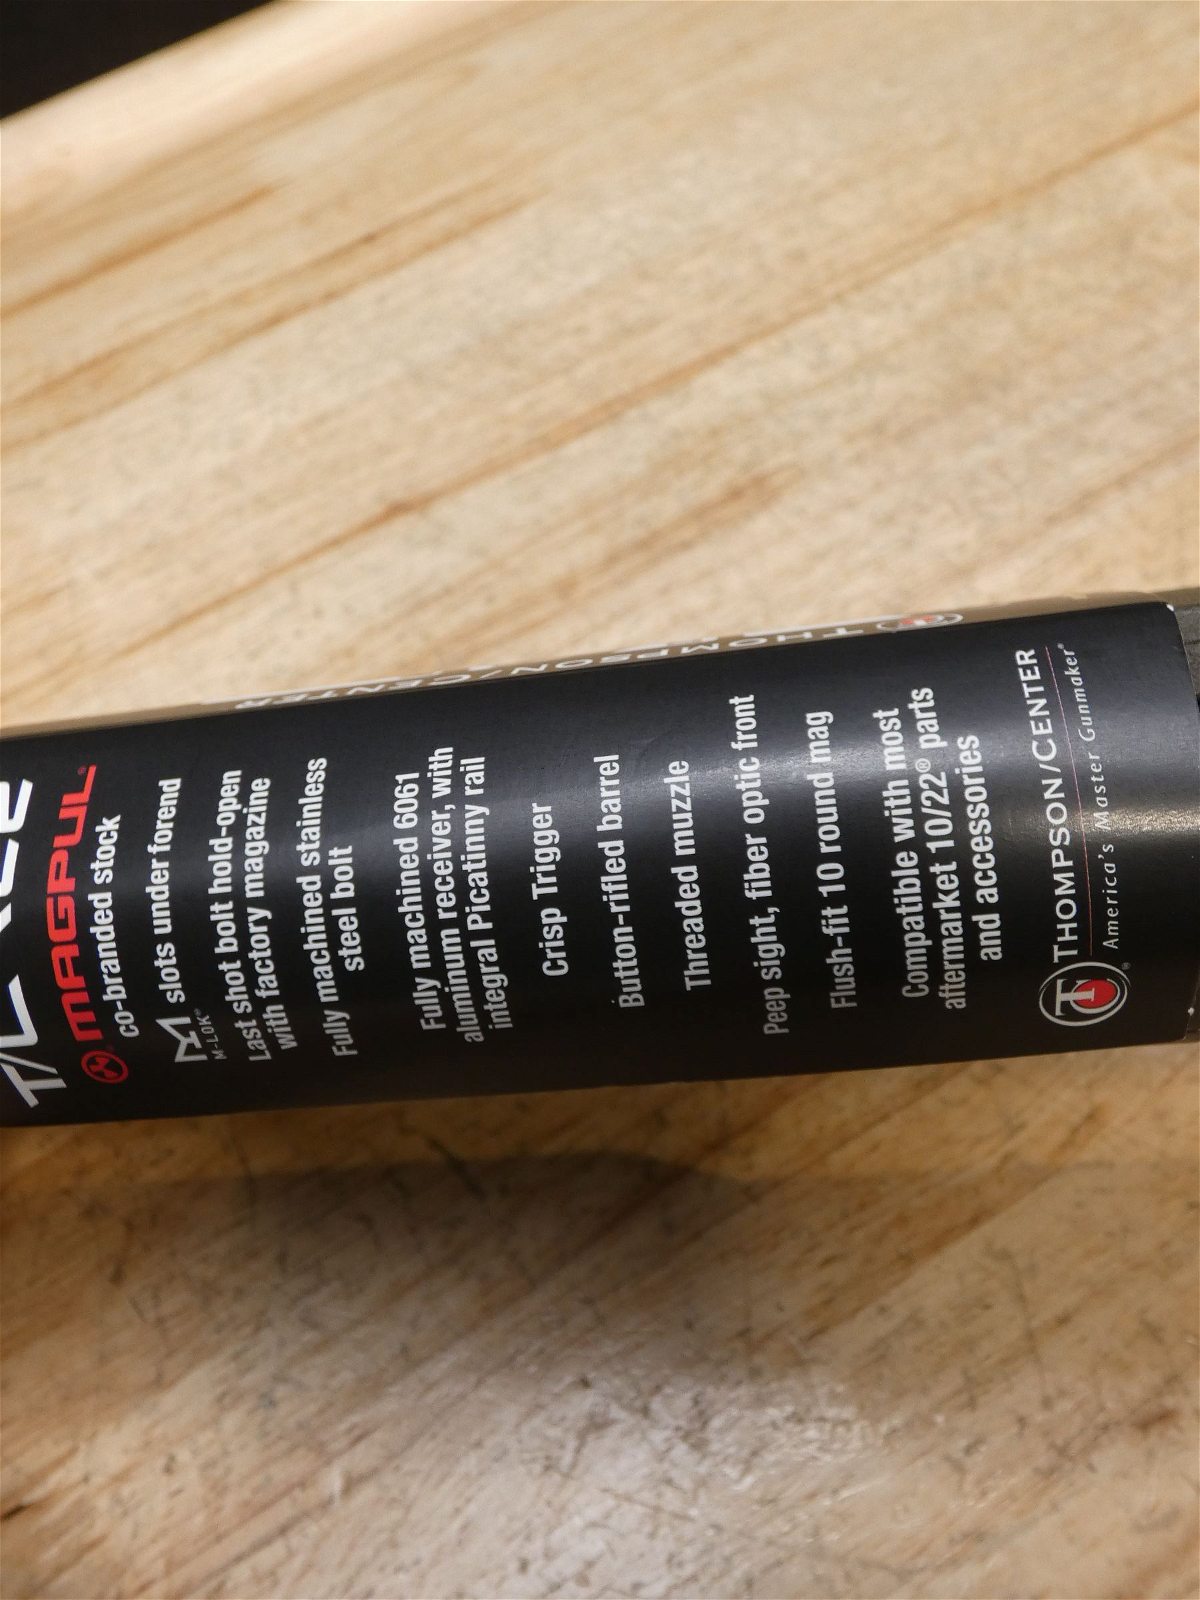 MAGPUL
co-branded stock
M-LOK® slots under forend
Last shot bolt hold-open
with factory magazine
Fully machined stainless
steel bolt
Fully machined 6061
aluminum receiver, with
integral Picatinny rail
Crisp Trigger
Button-rifled barrel
Threaded muzzle
Peep sight, fiber optic front
Flush-fit 10 round mag
Compatible with most
aftermarket 10/22® parts
and accessories
THOMPSON/CENTER
America's Master Gunmaker®
THOMPSON/CENTER